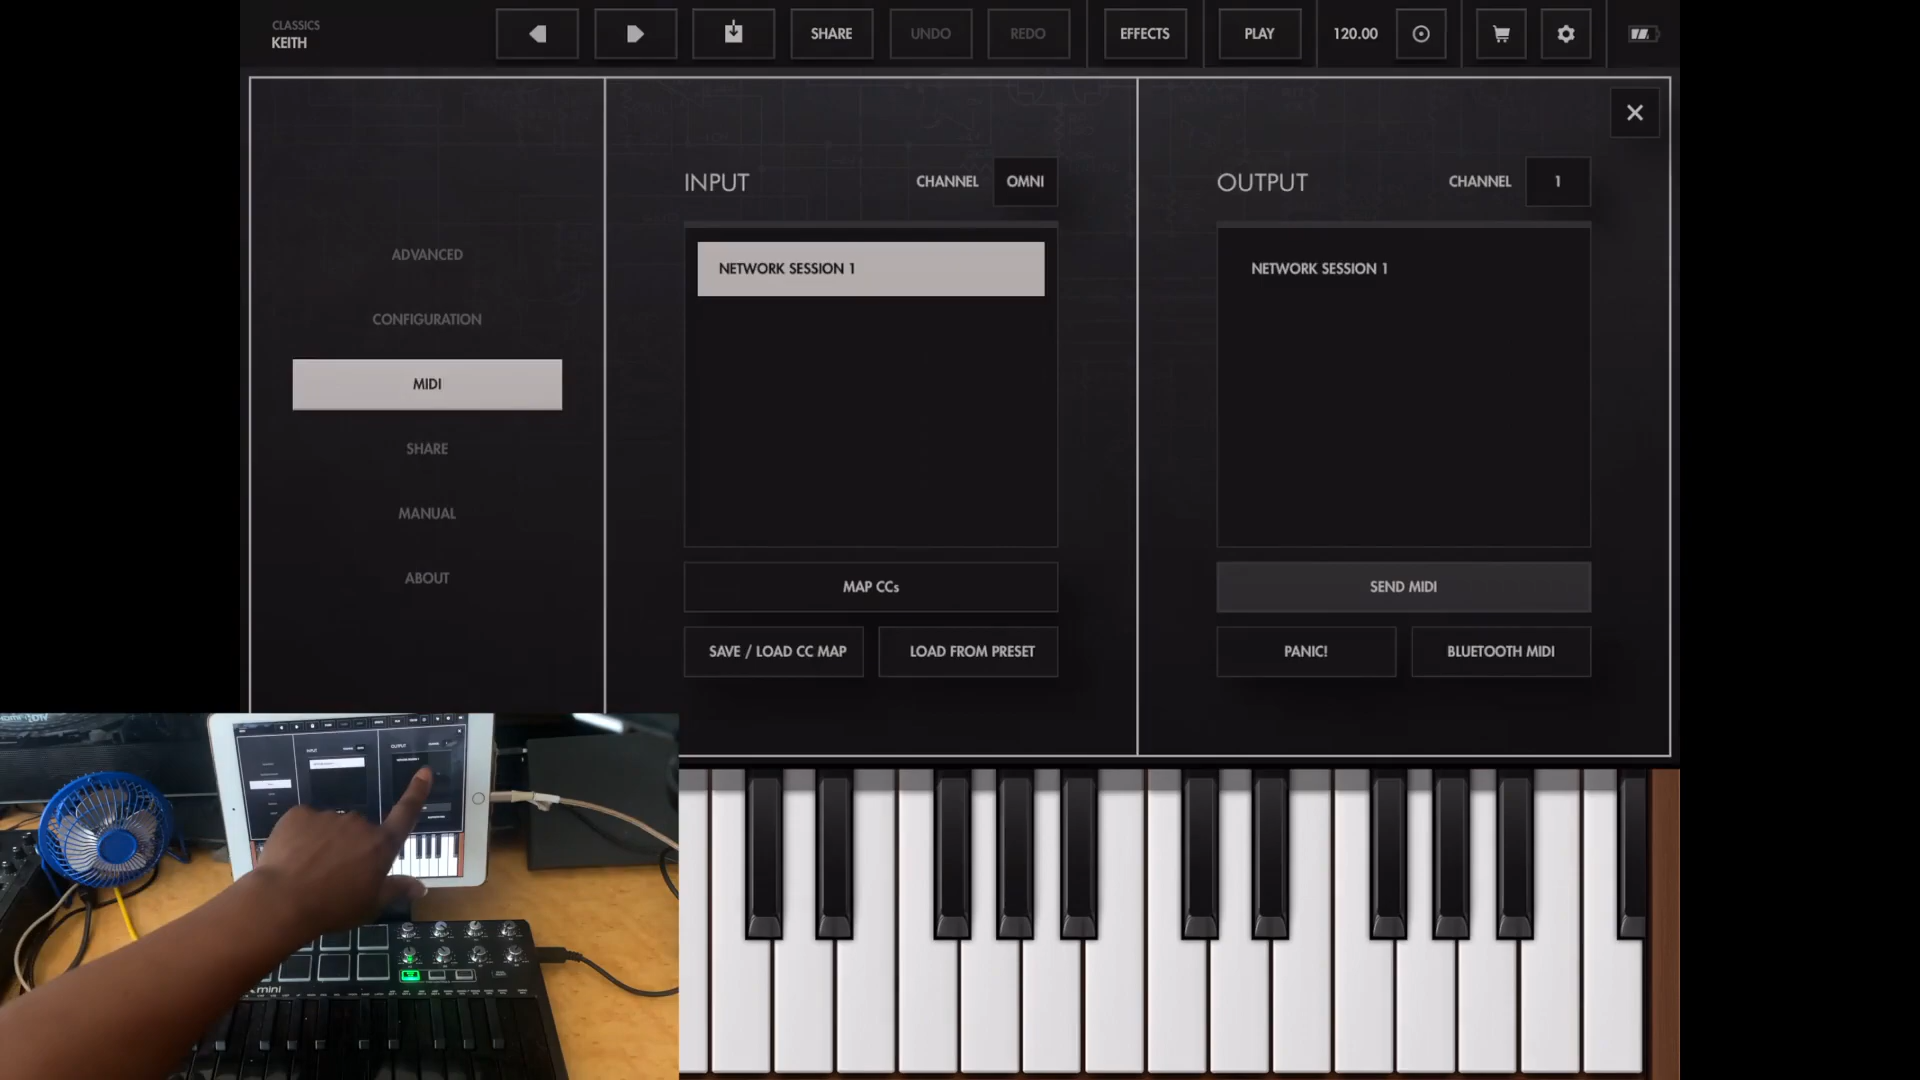 CLASSICS
KEITH
SHARE
UNDO
REDO
EFFECTS
PLAY
120.00
INPUT
CHANNEL
OMNI
OUTPUT
CHANNEL
1
ADVANCED
CONFIGURATION
MIDI
SHARE
MANUAL
ABOUT
NETWORK SESSION 1
NETWORK SESSION 1
MAP CCs
SEND MIDI
SAVE / LOAD CC MAP
LOAD FROM PRESET
PANIC!
BLUETOOTH MIDI
mini